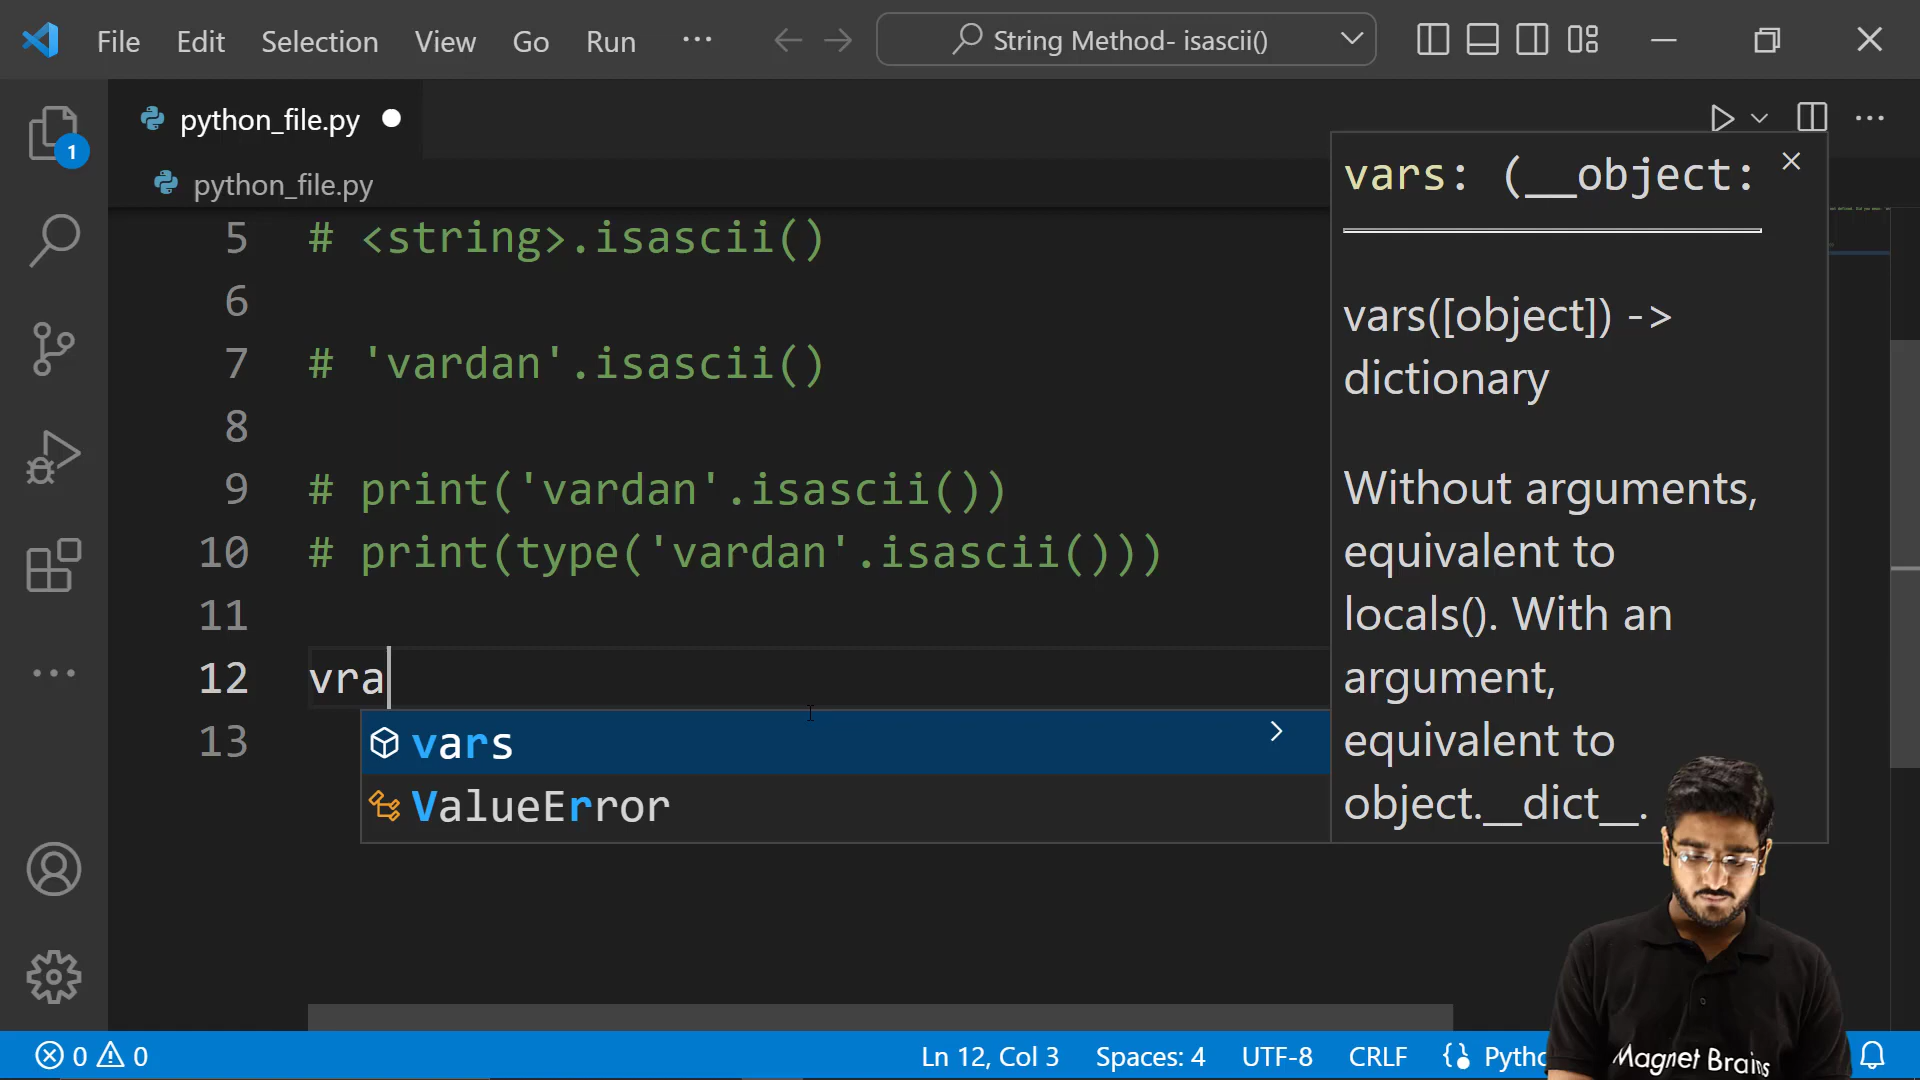 File Edit Selection View Go Run ··· String Method- isascii()
python_file.py
python_file.py
5 # <string>.isascii()
6
7 # 'vardan'.isascii()
8
9 # print('vardan'.isascii())
10 # print(type('vardan'.isascii()))
11
12 vra
13
vars
ValueError
vars: (__object:
vars([object]) ->
dictionary
Without arguments,
equivalent to
locals(). With an
argument,
equivalent to
object.__dict__.
1
0 0 Ln 12, Col 3 Spaces: 4 UTF-8 CRLF Pytho
Magnet Brains